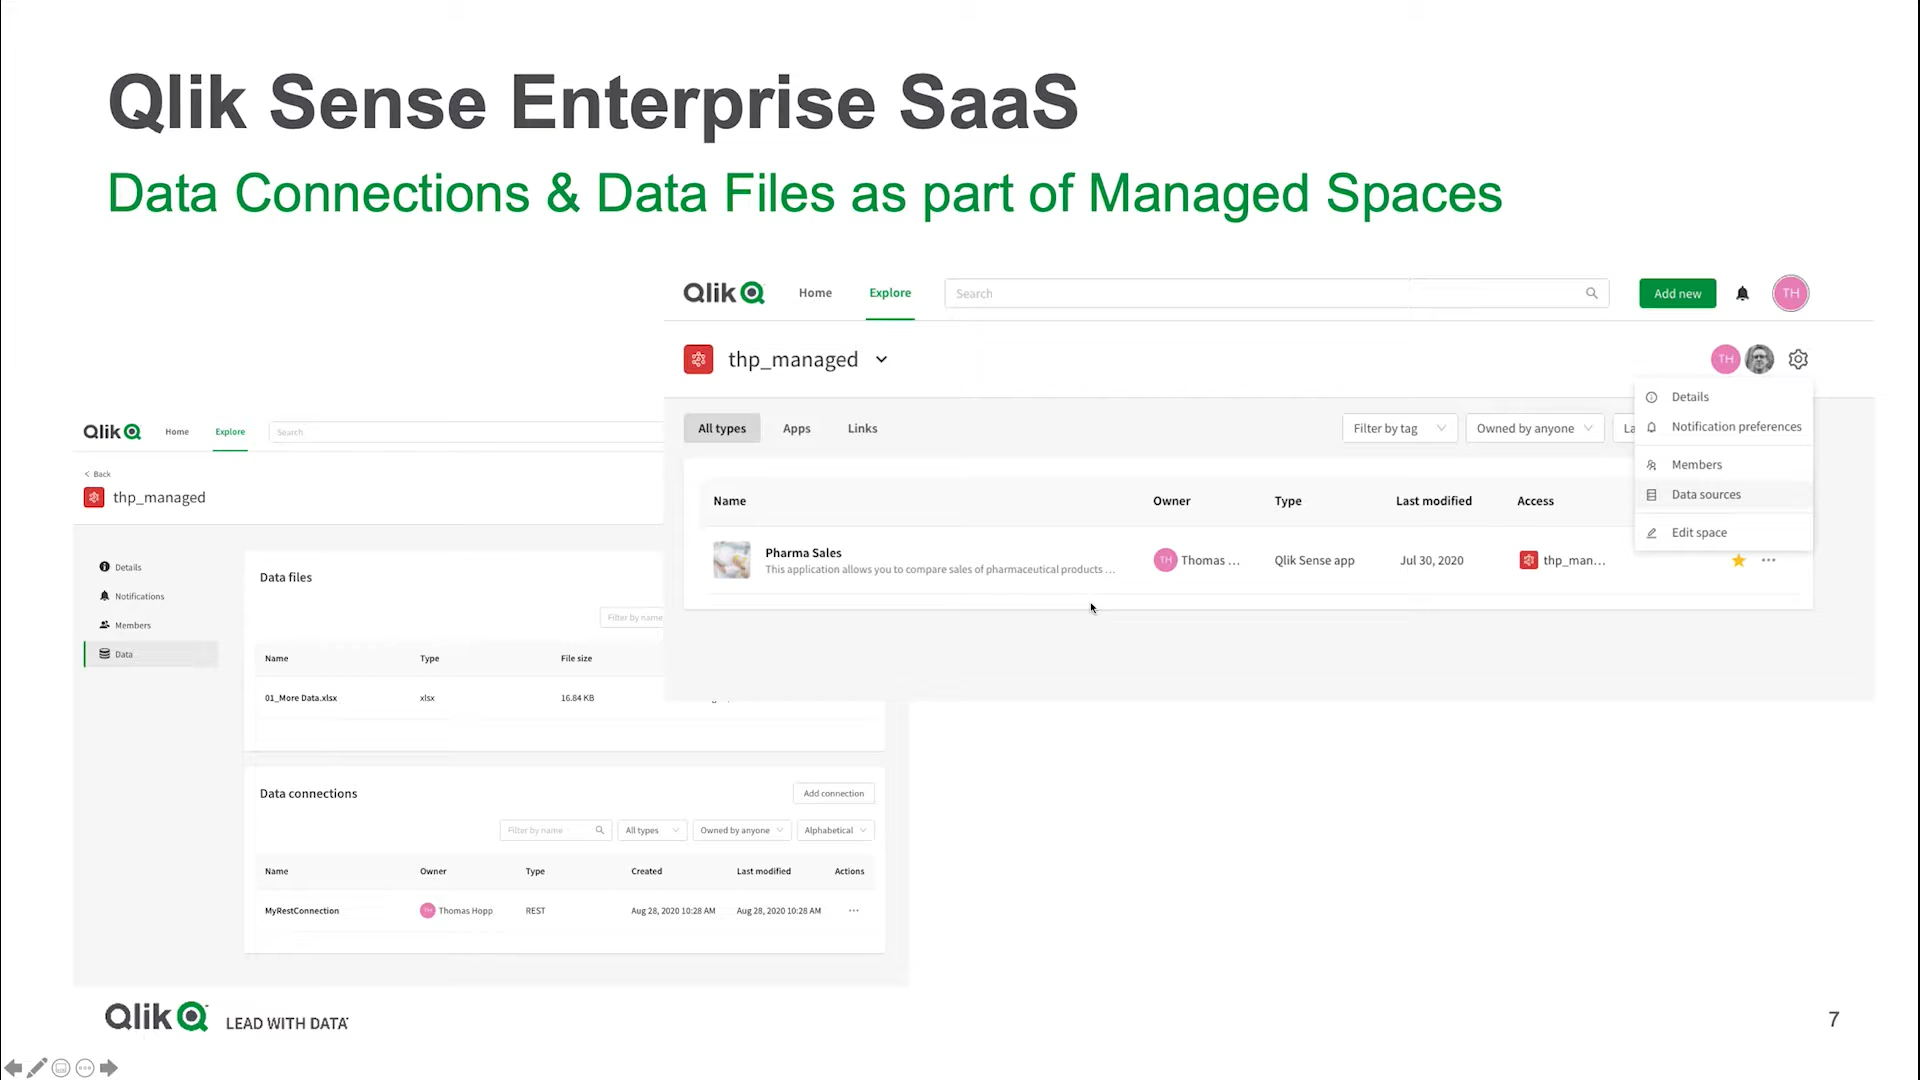 Qlik Sense Enterprise SaaS
Data Connections & Data Files as part of Managed Spaces
Qlik
Home
Explore
Search
Add new
TH
thp_managed
TH
Details
Notification preferences
Members
Data sources
Edit space
All types
Apps
Links
Filter by tag
Owned by anyone
La
Name
Owner
Type
Last modified
Access
Pharma Sales
This application allows you to compare sales of pharmaceutical products ...
TH
Thomas ...
Qlik Sense app
Jul 30, 2020
thp_man...
Qlik
Home
Explore
Search
< Back
thp_managed
Details
Notifications
Members
Data
Data files
Filter by name
Name
Type
File size
01_More Data.xlsx
xlsx
16.84 KB
Data connections
Add connection
Filter by name
All types
Owned by anyone
Alphabetical
Name
Owner
Type
Created
Last modified
Actions
MyRestConnection
TH
Thomas Hopp
REST
Aug 28, 2020 10:28 AM
Aug 28, 2020 10:28 AM
Qlik
LEAD WITH DATA
7